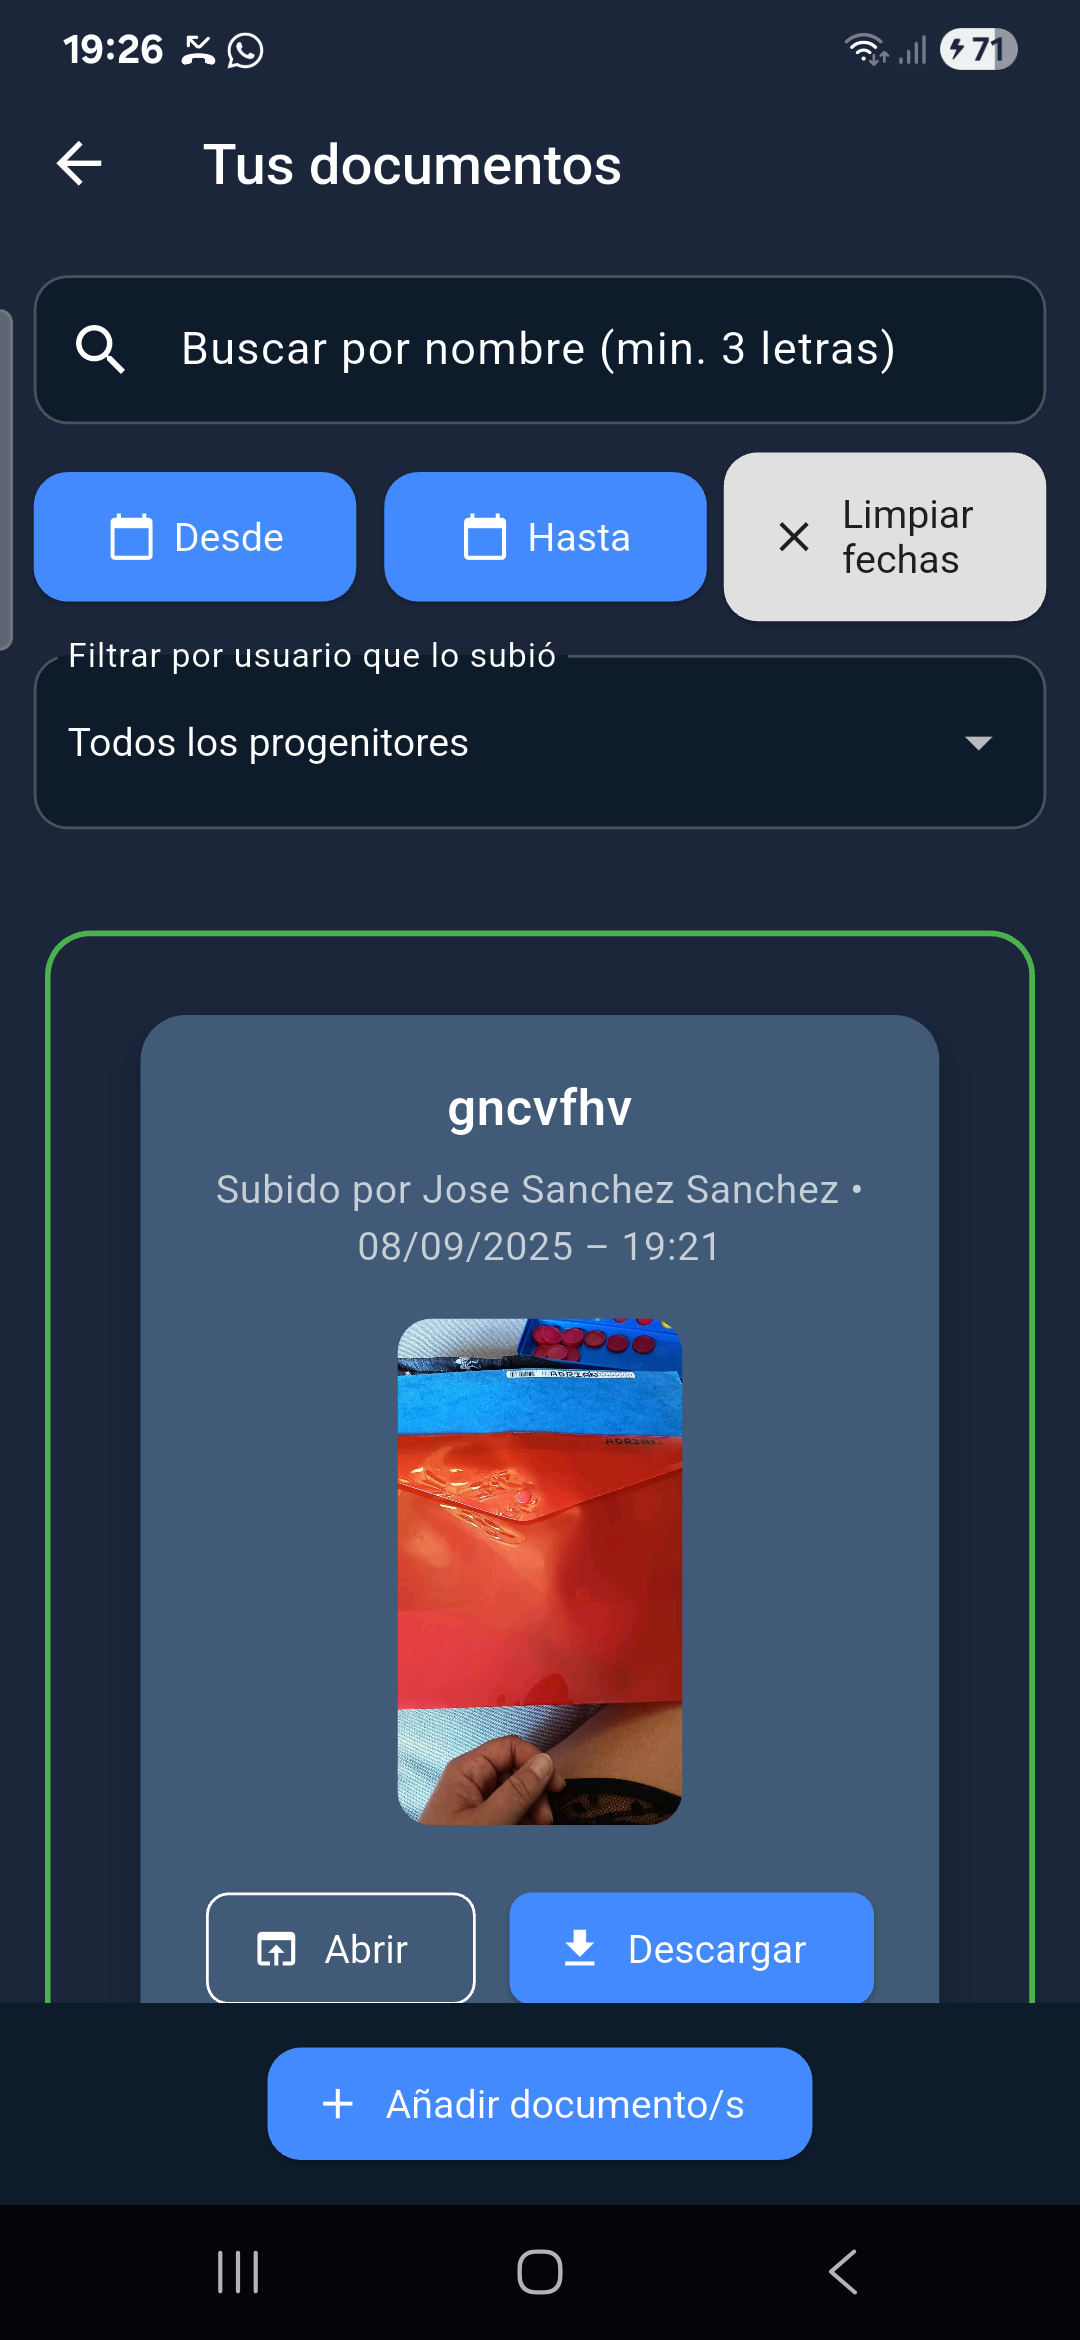 19:26
71
Tus documentos
Buscar por nombre (min. 3 letras)
Desde
Hasta
Limpiar
fechas
Filtrar por usuario que lo subió
Todos los progenitores
gncvfhv
Subido por Jose Sanchez Sanchez •
08/09/2025 – 19:21
ADRIAN
ADRIAN
Abrir
Descargar
Añadir documento/s